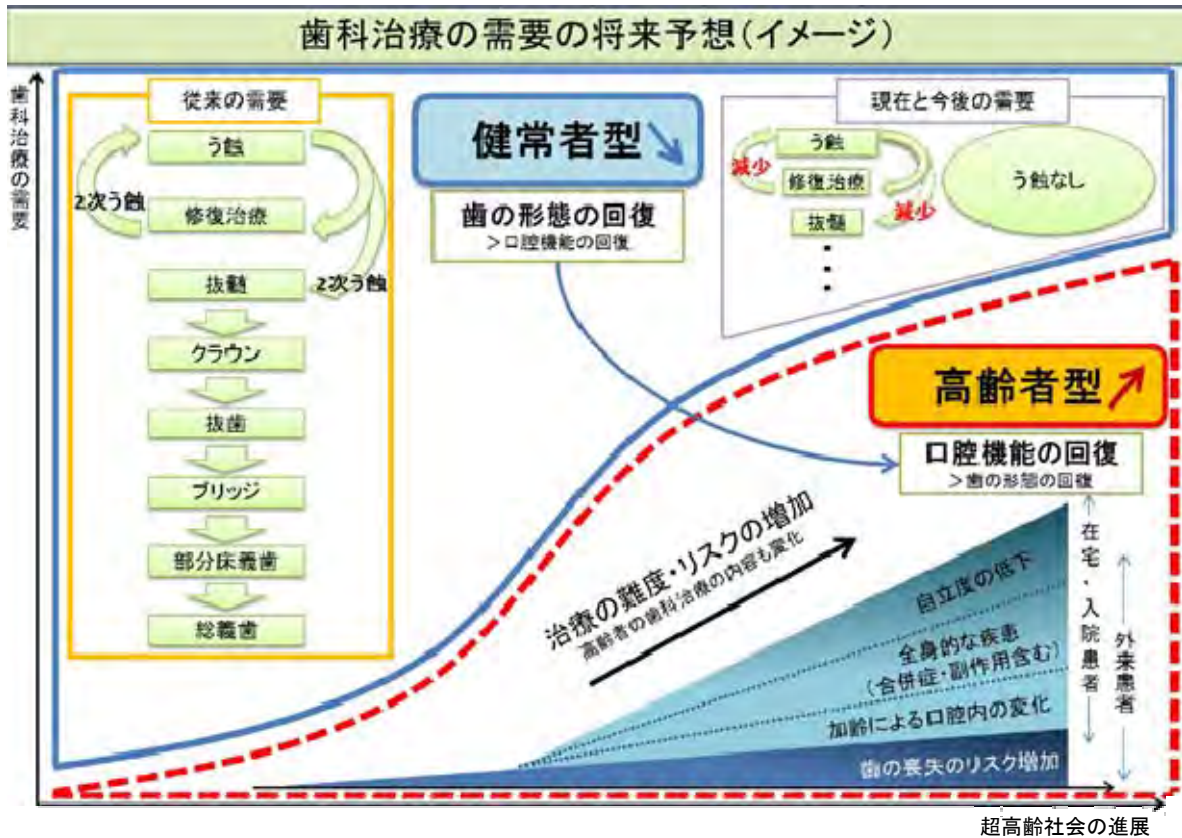 歯科治療の需要の将来予想(イメージ)
歯科治療の需要
従来の需要
う蝕
2次う蝕
修復治療
抜髄
2次う蝕
クラウン
抜歯
ブリッジ
部分床義歯
総義歯
健常者型
歯の形態の回復
>口腔機能の回復
現在と今後の需要
う蝕
減少
修復治療
減少
抜髄
う蝕なし
高齢者型
口腔機能の回復
>歯の形態の回復
治療の難度・リスクの増加
高齢者の歯科治療の内容も変化
自立度の低下
全身的な疾患
(合併症・副作用含む)
加齢による口腔内の変化
歯の喪失のリスク増加
在宅・入院患者
外来患者
超高齢社会の進展